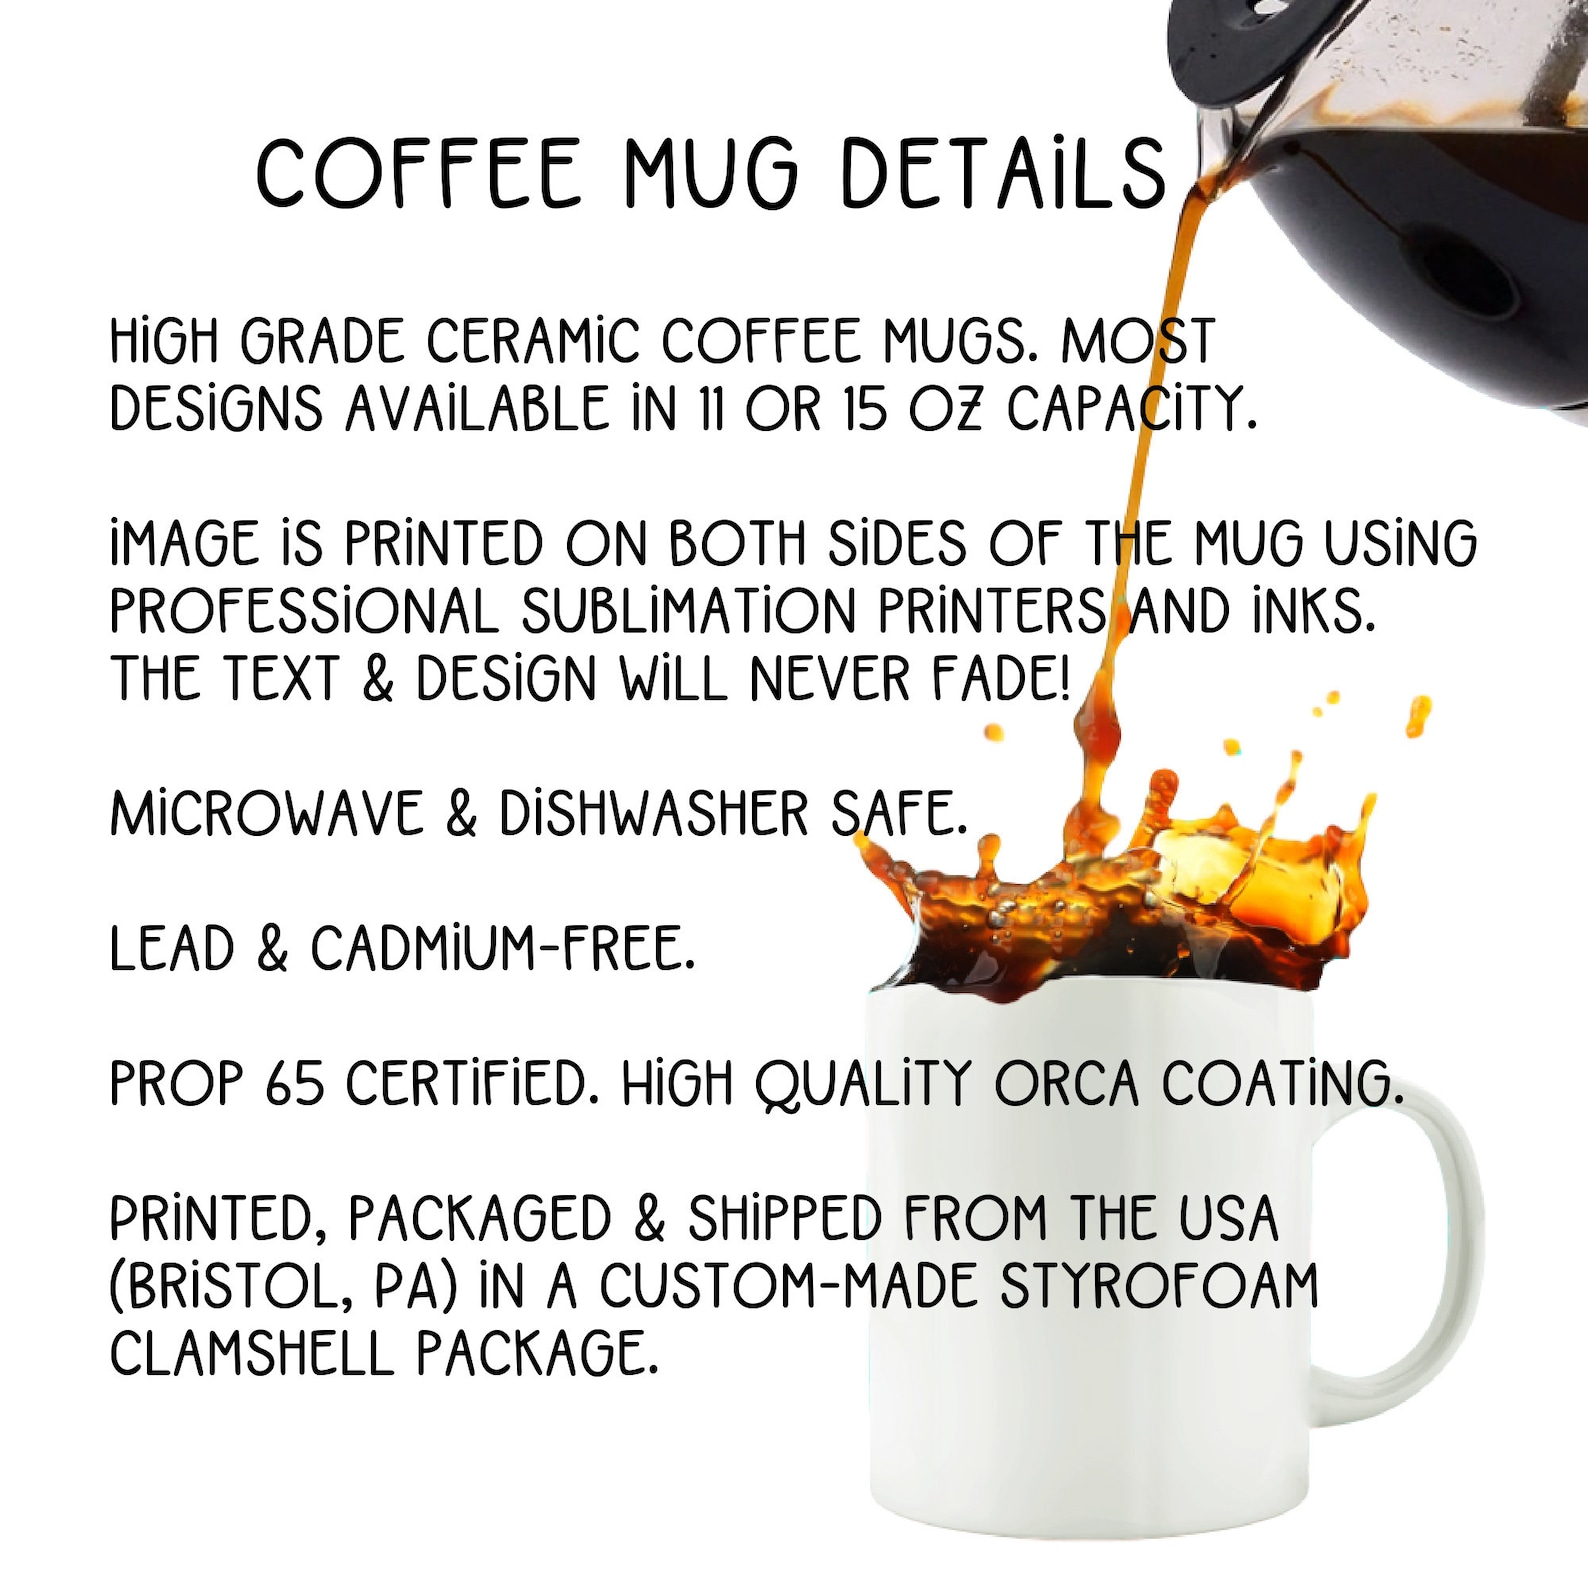 COFFEE MUG DETAiLS
HiGH GRADE CERAMiC COFFEE MUGS. MOST
DESiGNS AVAiLABLE iN 11 OR 15 OZ CAPACiTY.
iMAGE iS PRiNTED ON BOTH SiDES OF THE MUG USiNG
PROFESSiONAL SUBLiMATiON PRiNTERS AND iNKS.
THE TEXT & DESiGN WiLL NEVER FADE!
MiCROWAVE & DiSHWASHER SAFE.
LEAD & CADMiUM-FREE.
PROP 65 CERTiFiED. HiGH QUALiTY ORCA COATiNG.
PRiNTED, PACKAGED & SHiPPED FROM THE USA
(BRiSTOL, PA) iN A CUSTOM-MADE STYROFOAM
CLAMSHELL PACKAGE.